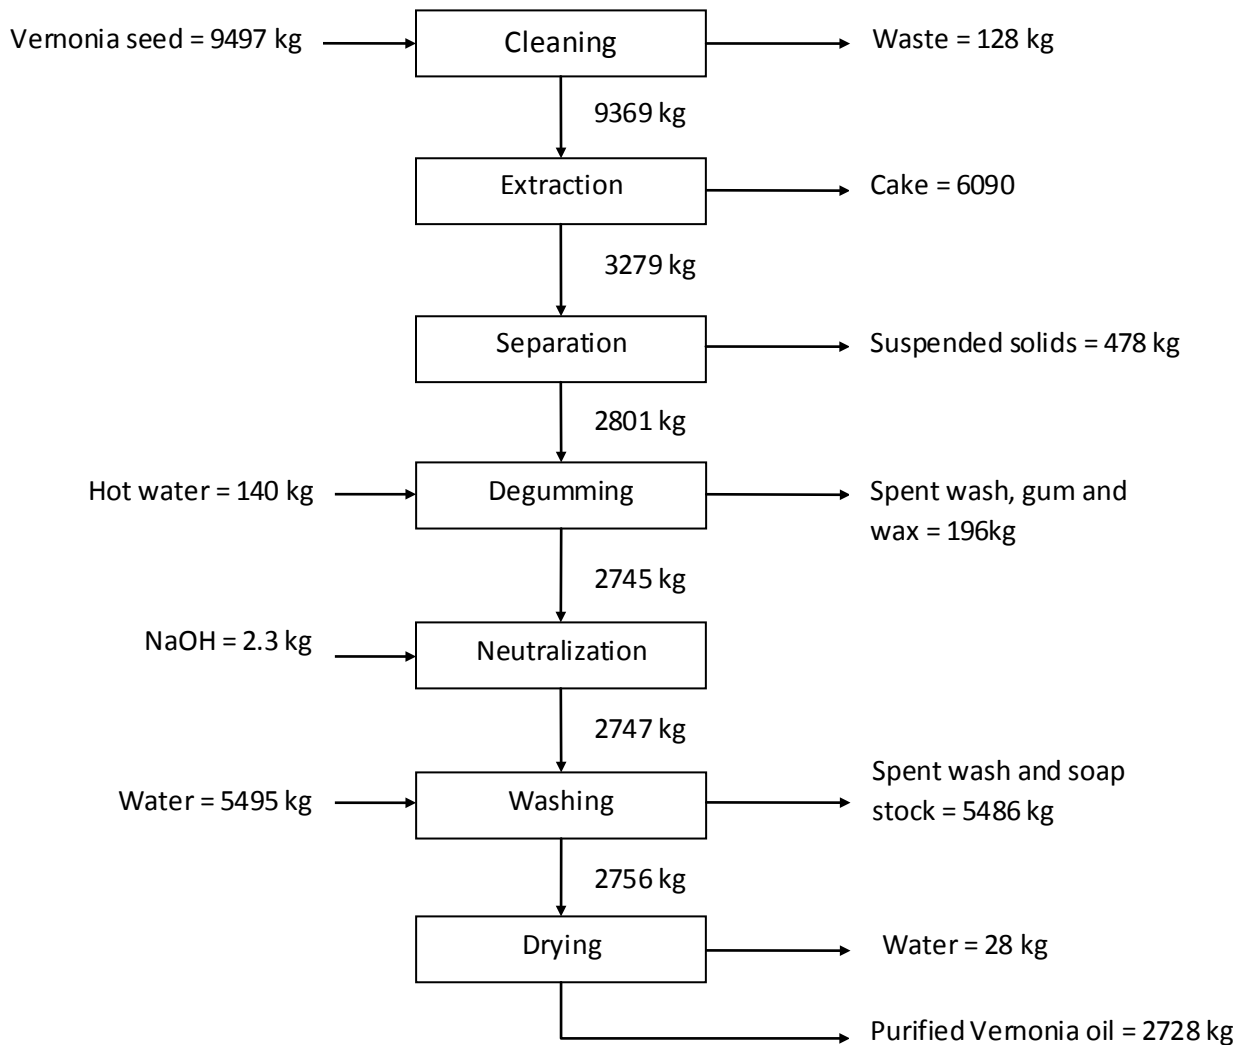 Vernonia seed = 9497 kg
Cleaning
Waste = 128 kg
9369 kg
Extraction
Cake = 6090
3279 kg
Separation
Suspended solids = 478 kg
2801 kg
Hot water = 140 kg
Degumming
Spent wash, gum and
wax = 196kg
2745 kg
NaOH = 2.3 kg
Neutralization
2747 kg
Water = 5495 kg
Washing
Spent wash and soap
stock = 5486 kg
2756 kg
Drying
Water = 28 kg
Purified Vernonia oil = 2728 kg